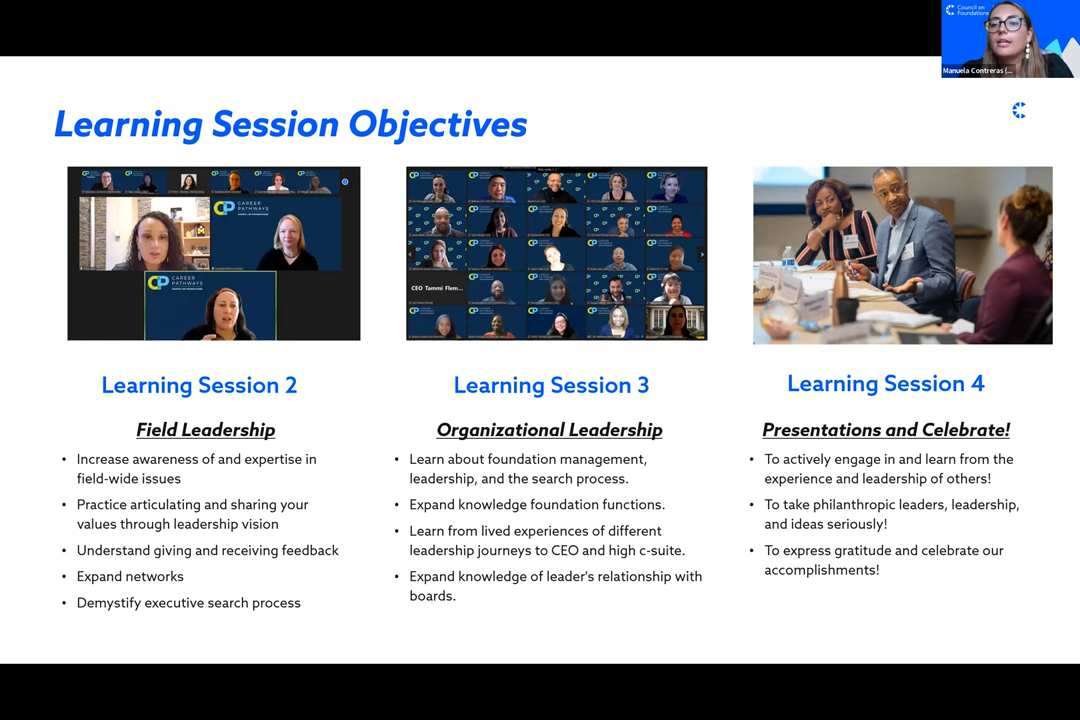 Council on
Foundations
Manuela Contreras (...
Learning Session Objectives
CAREER
PATHWAYS
CAREER
PATHWAYS
CEO Tammi Flem...
Learning Session 2
Field Leadership
• Increase awareness of and expertise in
field-wide issues
• Practice articulating and sharing your
values through leadership vision
• Understand giving and receiving feedback
• Expand networks
• Demystify executive search process
Learning Session 3
Organizational Leadership
• Learn about foundation management,
leadership, and the search process.
• Expand knowledge foundation functions.
• Learn from lived experiences of different
leadership journeys to CEO and high c-suite.
• Expand knowledge of leader's relationship with
boards.
Learning Session 4
Presentations and Celebrate!
• To actively engage in and learn from the
experience and leadership of others!
• To take philanthropic leaders, leadership,
and ideas seriously!
• To express gratitude and celebrate our
accomplishments!